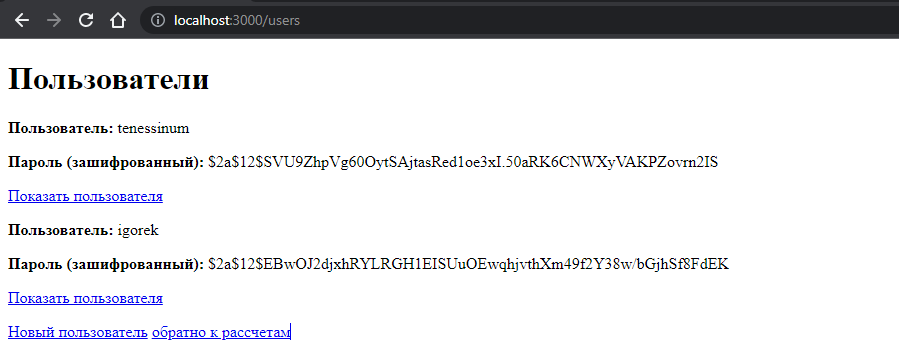 localhost:3000/users
Пользователи
Пользователь: tenessinum
Пароль (зашифрованный): $2a$12$SVU9ZhpVg60OytSAjtasRed1oe3xI.50aRK6CNWXyVAKPZovrn2IS
Показать пользователя
Пользователь: igorek
Пароль (зашифрованный): $2a$12$EBwOJ2djxhRYLRGH1EISUuOEwqhjvthXm49f2Y38w/bGjhSf8FdEK
Показать пользователя
Новый пользователь обратно к рассчетам